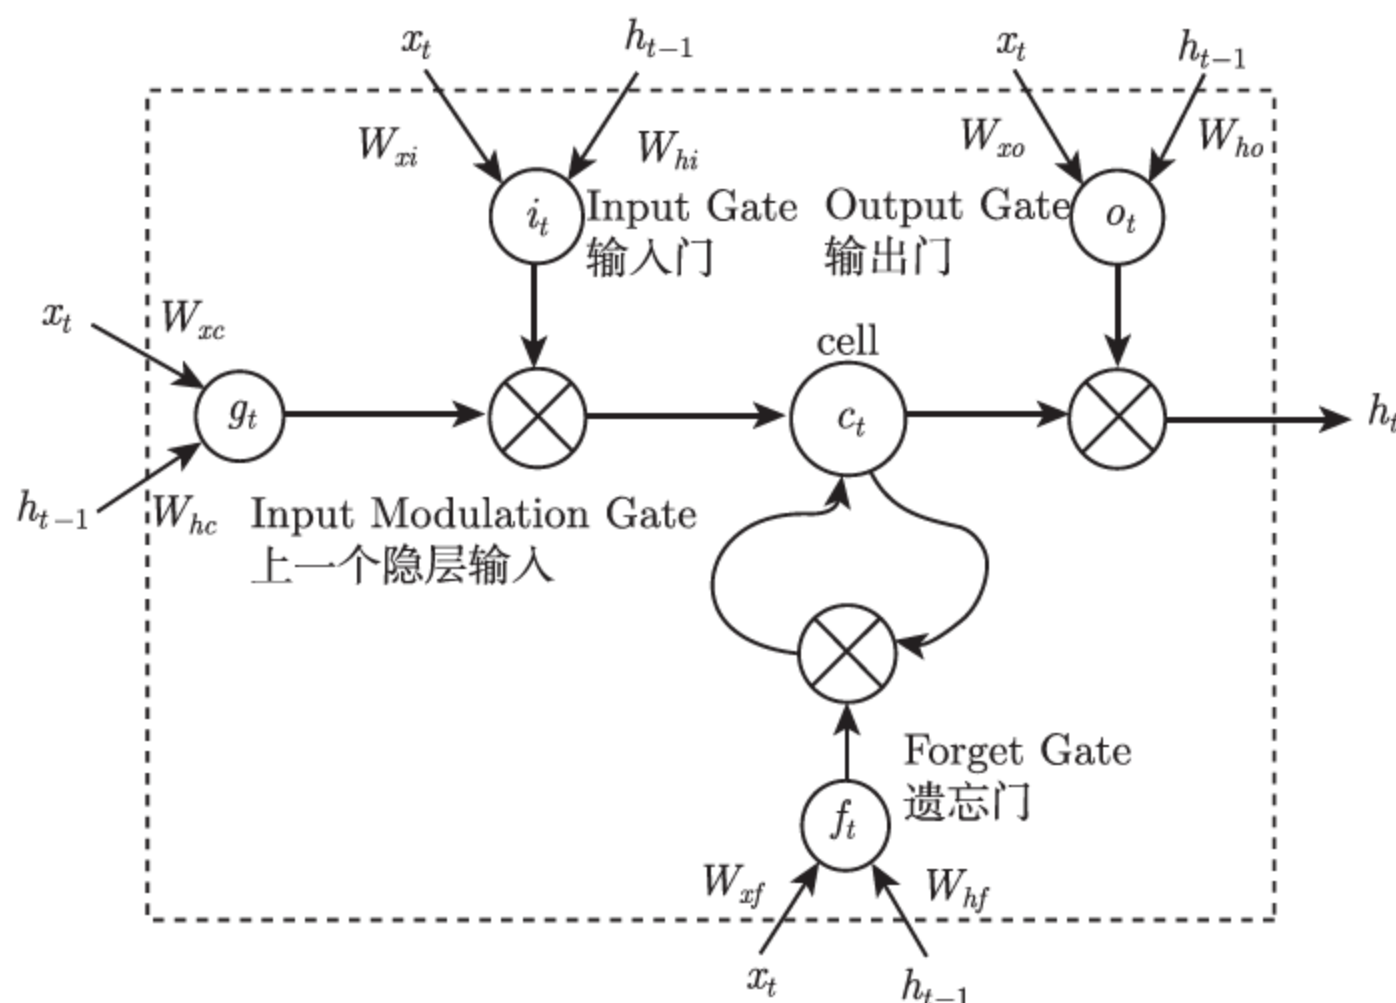 x_t
h_{t-1}
x_t
h_{t-1}
W_{xi}
W_{hi}
W_{xo}
W_{ho}
i_t
Input Gate
输入门
Output Gate
输出门
o_t
x_t
W_{xc}
cell
g_t
c_t
h_t
h_{t-1}
W_{hc}
Input Modulation Gate
上一个隐层输入
Forget Gate
遗忘门
f_t
W_{xf}
W_{hf}
x_t
h_{t-1}